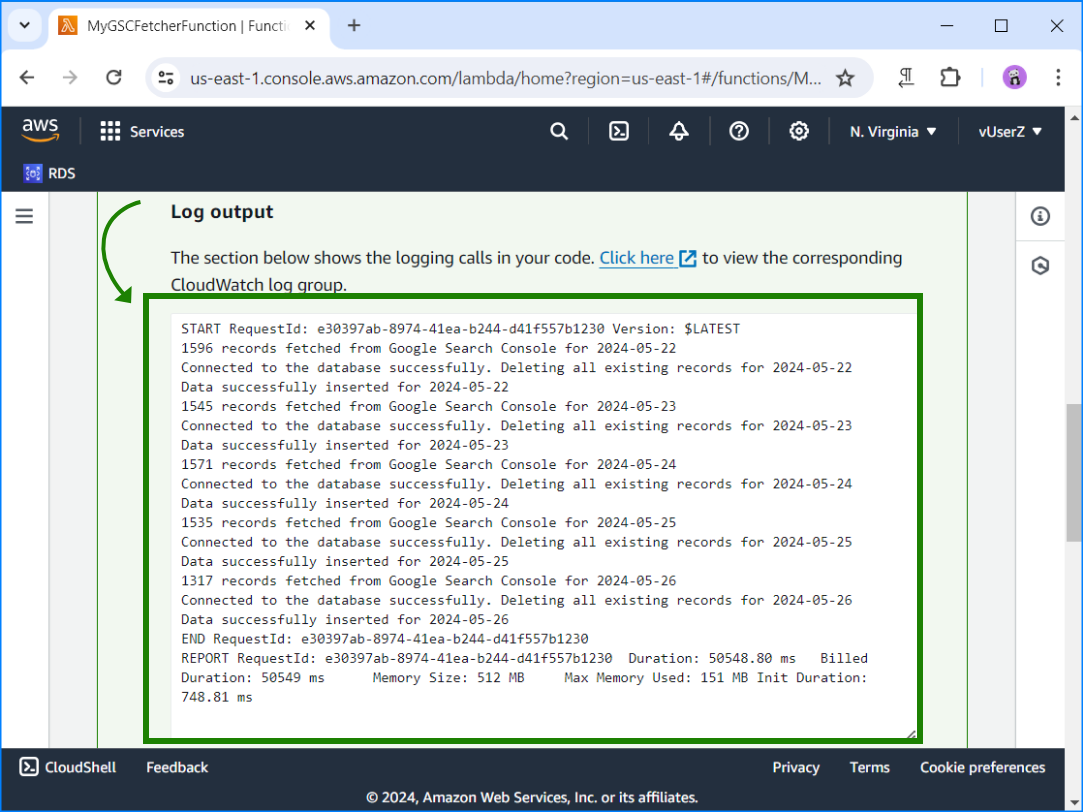 MyGSCFetcherFunction | Functi
us-east-1.console.aws.amazon.com/lambda/home?region=us-east-1#/functions/M...
aws
Services
N. Virginia
vUserZ
RDS
Log output
The section below shows the logging calls in your code. Click here to view the corresponding
CloudWatch log group.
START RequestId: e30397ab-8974-41ea-b244-d41f557b1230 Version: $LATEST
1596 records fetched from Google Search Console for 2024-05-22
Connected to the database successfully. Deleting all existing records for 2024-05-22
Data successfully inserted for 2024-05-22
1545 records fetched from Google Search Console for 2024-05-23
Connected to the database successfully. Deleting all existing records for 2024-05-23
Data successfully inserted for 2024-05-23
1571 records fetched from Google Search Console for 2024-05-24
Connected to the database successfully. Deleting all existing records for 2024-05-24
Data successfully inserted for 2024-05-24
1535 records fetched from Google Search Console for 2024-05-25
Connected to the database successfully. Deleting all existing records for 2024-05-25
Data successfully inserted for 2024-05-25
1317 records fetched from Google Search Console for 2024-05-26
Connected to the database successfully. Deleting all existing records for 2024-05-26
Data successfully inserted for 2024-05-26
END RequestId: e30397ab-8974-41ea-b244-d41f557b1230
REPORT RequestId: e30397ab-8974-41ea-b244-d41f557b1230  Duration: 50548.80 ms   Billed
Duration: 50549 ms      Memory Size: 512 MB     Max Memory Used: 151 MB Init Duration:
748.81 ms
CloudShell
Feedback
Privacy
Terms
Cookie preferences
© 2024, Amazon Web Services, Inc. or its affiliates.